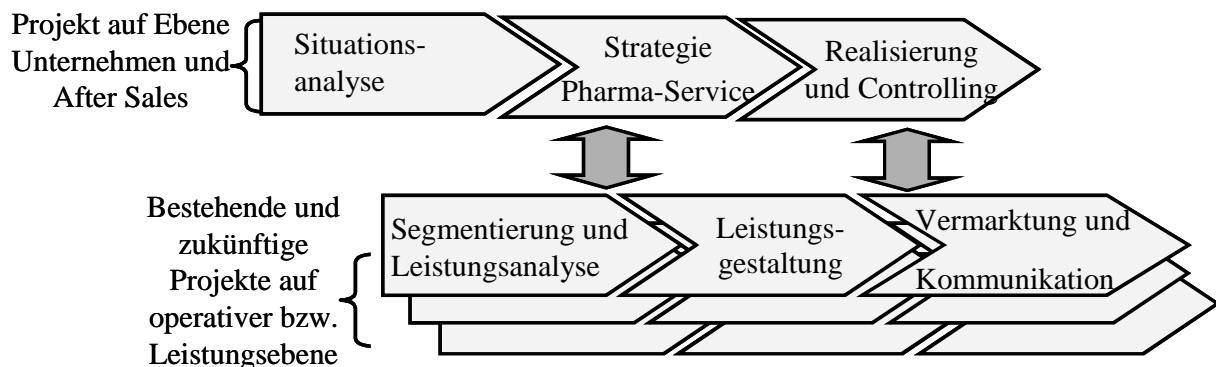 Projekt auf Ebene
Unternehmen und
After Sales
Situations-
analyse
Strategie
Pharma-Service
Realisierung
und Controlling
Bestehende und
zukünftige
Projekte auf
operativer bzw.
Leistungsebene
Segmentierung und
Leistungsanalyse
Leistungs-
gestaltung
Vermarktung und
Kommunikation